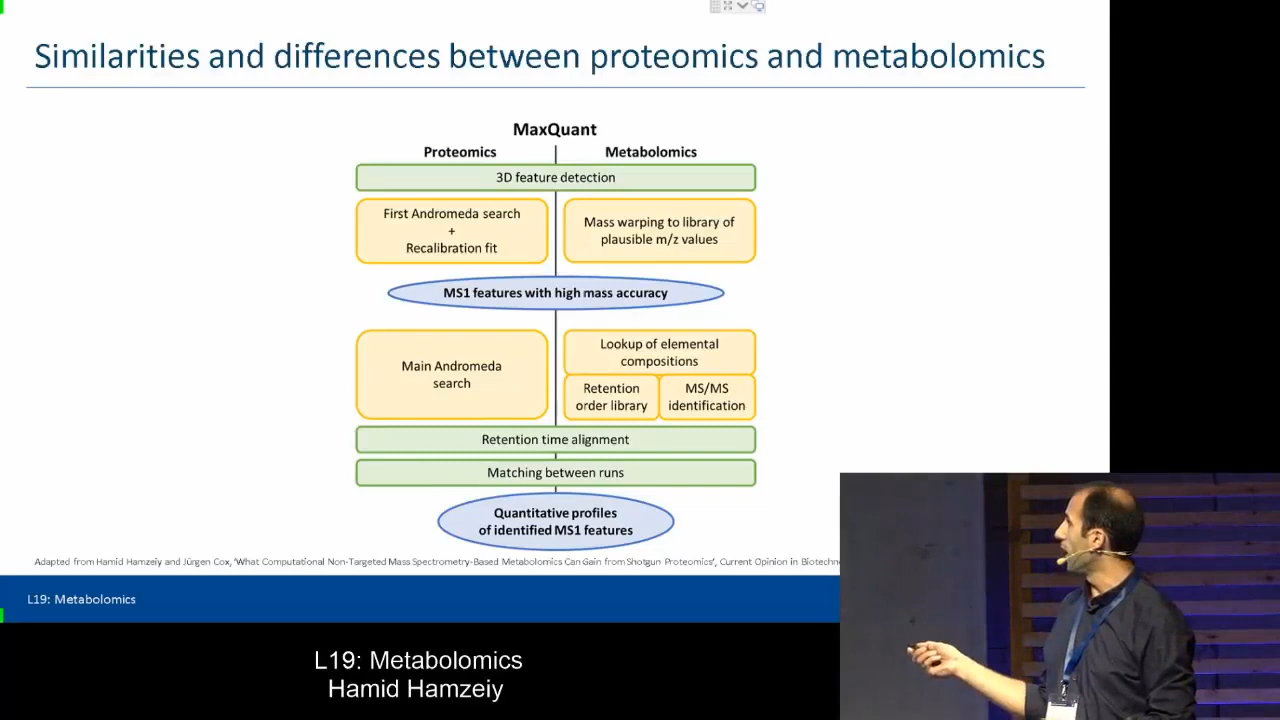 Similarities and differences between proteomics and metabolomics
MaxQuant
Proteomics
Metabolomics
3D feature detection
First Andromeda search
+
Recalibration fit
Mass warping to library of
plausible m/z values
MS1 features with high mass accuracy
Main Andromeda
search
Lookup of elemental
compositions
Retention
order library
MS/MS
identification
Retention time alignment
Matching between runs
Quantitative profiles
of identified MS1 features
Adapted from Hamid Hamzeiy and Jürgen Cox, 'What Computational Non-Targeted Mass Spectrometry-Based Metabolomics Can Gain from Shotgun Proteomics', Current Opinion in Biotechn
L19: Metabolomics
L19: Metabolomics
Hamid Hamzeiy